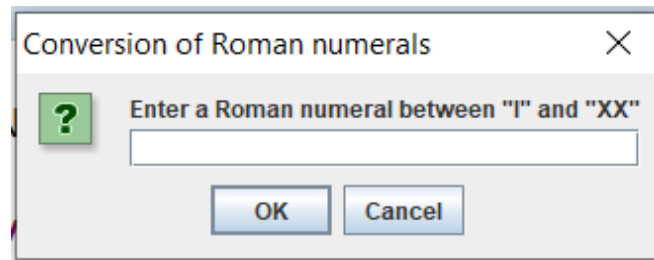 Conversion of Roman numerals
Enter a Roman numeral between "I" and "XX"
OK
Cancel